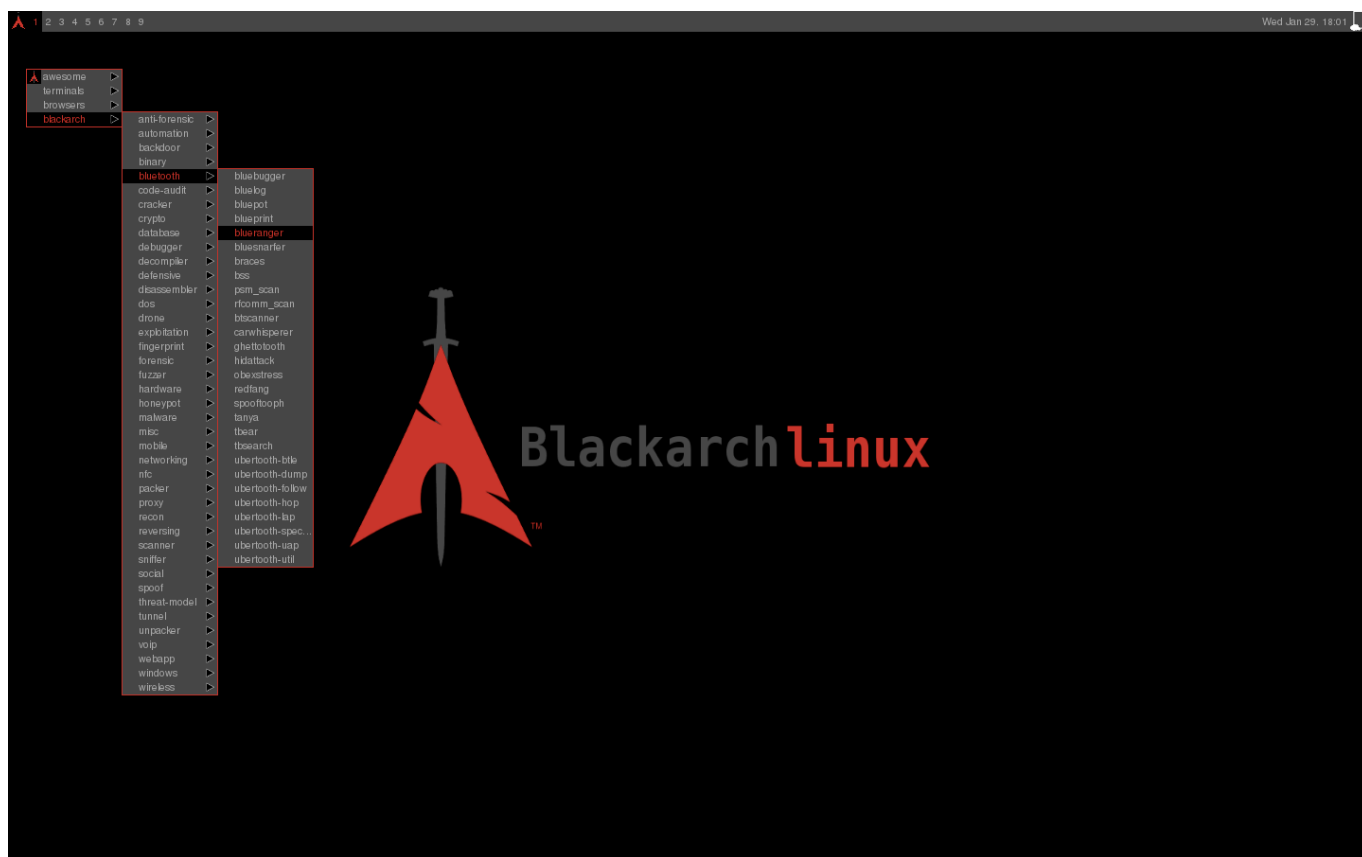 1 2 3 4 5 6 7 8 9
Wed Jan 29, 18:01
awesome
terminals
browsers
blackarch
anti-forensic
automation
backdoor
binary
bluetooth
code-audit
cracker
crypto
database
debugger
decompiler
defensive
disassembler
dos
drone
exploitation
fingerprint
forensic
fuzzer
hardware
honeypot
malware
misc
mobile
networking
nfc
packer
proxy
recon
reversing
scanner
sniffer
social
spoof
threat-model
tunnel
unpacker
voip
webapp
windows
wireless
bluebugger
bluelog
bluepot
blueprint
blueranger
bluesnarfer
braces
bss
psm_scan
rfcomm_scan
btscanner
carwhisperer
ghettotooth
hidattack
obexstress
redfang
spooftooph
tanya
tbear
tbsearch
ubertooth-btle
ubertooth-dump
ubertooth-follow
ubertooth-hop
ubertooth-lap
ubertooth-spec...
ubertooth-uap
ubertooth-util
Blackarch linux
TM